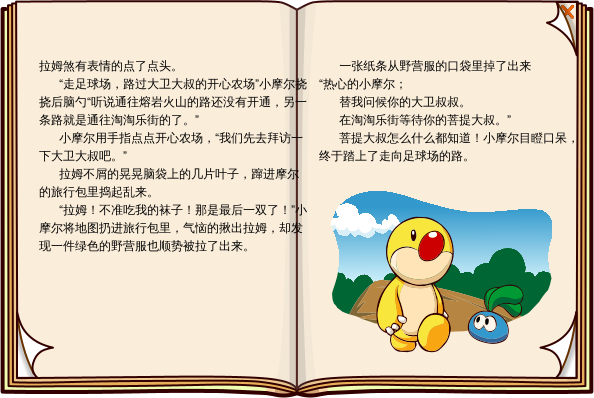 拉姆煞有表情的点了点头。
“走足球场，路过大卫大叔的开心农场”小摩尔挠
挠后脑勺“听说通往熔岩火山的路还没有开通，另一
条路就是通往淘淘乐街的了。”
小摩尔用手指点点开心农场，“我们先去拜访一
下大卫大叔吧。”
拉姆不屑的晃晃脑袋上的几片叶子，蹿进摩尔
的旅行包里捣起乱来。
“拉姆！不准吃我的袜子！那是最后一双了！”小
摩尔将地图扔进旅行包里，气恼的揪出拉姆，却发
现一件绿色的野营服也顺势被拉了出来。
一张纸条从野营服的口袋里掉了出来
“热心的小摩尔；
替我问候你的大卫叔叔。
在淘淘乐街等待你的菩提大叔。”
菩提大叔怎么什么都知道！小摩尔目瞪口呆，
终于踏上了走向足球场的路。